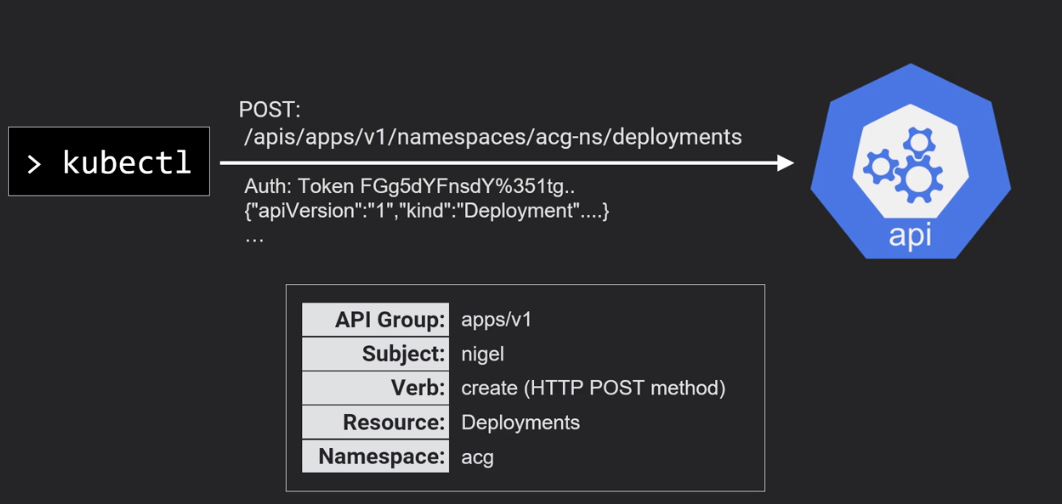 POST:
/apis/apps/v1/namespaces/acg-ns/deployments
> kubectl
Auth: Token FGg5dYFnsdY%351tg..
{"apiVersion":"1","kind":"Deployment"....}
...
api
API Group: apps/v1
Subject: nigel
Verb: create (HTTP POST method)
Resource: Deployments
Namespace: acg